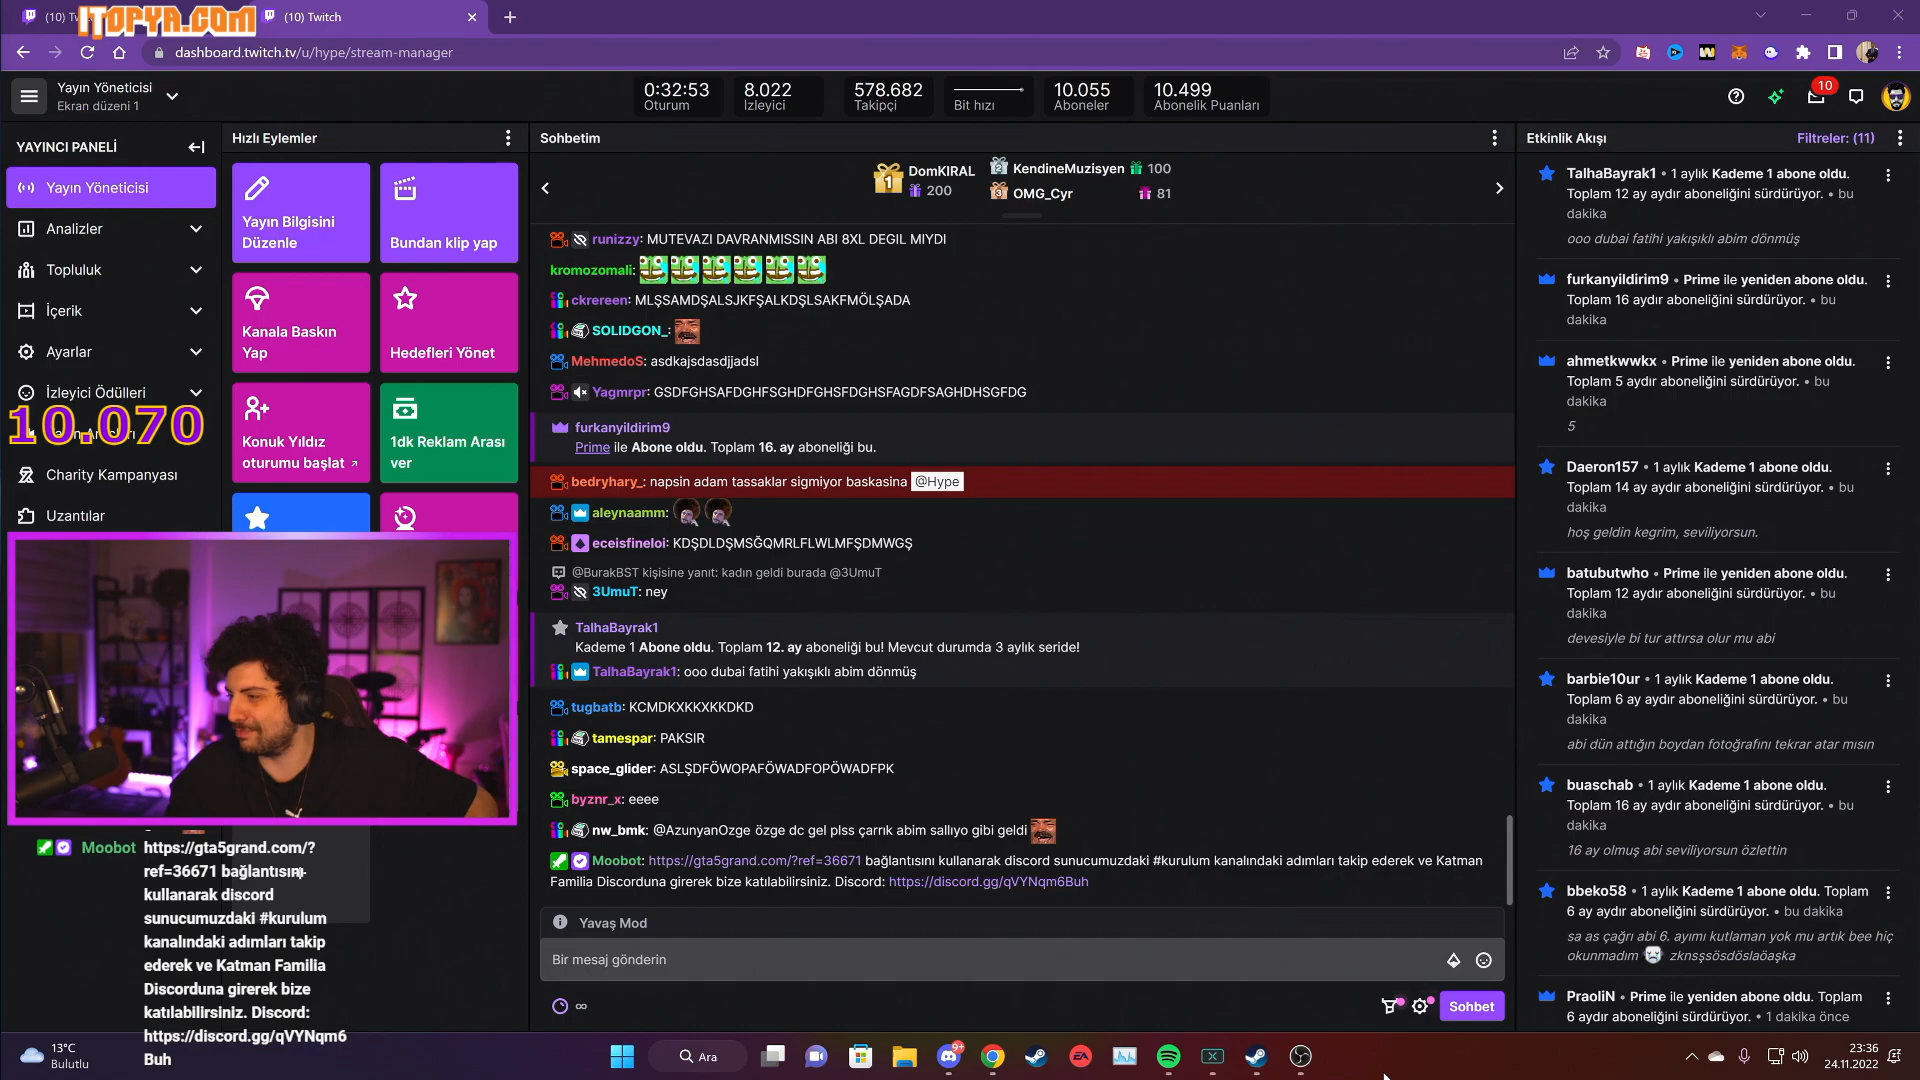 (10) Tw
ITOPYA.COM
(10) Twitch
dashboard.twitch.tv/u/hype/stream-manager
Yayın Yöneticisi
Ekran düzeni 1
0:32:53
Oturum
8.022
İzleyici
578.682
Takipçi
Bit hızı
10.055
Aboneler
10.499
Abonelik Puanları
10
YAYINCI PANELİ
Yayın Yöneticisi
Analizler
Topluluk
İçerik
Ayarlar
İzleyici Ödülleri
10.070
Charity Kampanyası
Uzantılar
Hızlı Eylemler
Yayın Bilgisini
Düzenle
Bundan klip yap
Kanala Baskın
Yap
Hedefleri Yönet
Konuk Yıldız
oturumu başlat
1dk Reklam Arası
ver
Moobot https://gta5grand.com/?
ref=36671 bağlantısını
kullanarak discord
sunucumuzdaki #kurulum
kanalındaki adımları takip
ederek ve Katman Familia
Discorduna girerek bize
katılabilirsiniz. Discord:
https://discord.gg/qVYNqm6
Buh
Sohbetim
1 DomKIRAL
200
2 KendineMuzisyen 100
3 OMG_Cyr 81
runizzy: MUTEVAZI DAVRANMISSIN ABI 8XL DEGIL MIYDI
kromozomali:
ckrereen: MLŞSAMDŞALSJKFŞALKDŞLSAKFMÖLŞADA
SOLIDGON_:
MehmedoS: asdkajsdasdjjadsl
Yagmrpr: GSDFGHSAFDGHFSGHDFGHSFDGHSFAGDFSAGHDHSGFDG
furkanyildirim9
Prime ile Abone oldu. Toplam 16. ay aboneliği bu.
bedryhary_: napsin adam tassaklar sigmiyor baskasina @Hype
aleynaamm:
eceisfineloi: KDŞDLDŞMSĞQMRLFLWLMFŞDMWGŞ
@BurakBST kişisine yanıt: kadın geldi burada @3UmuT
3UmuT: ney
TalhaBayrak1
Kademe 1 Abone oldu. Toplam 12. ay aboneliği bu! Mevcut durumda 3 aylık seride!
TalhaBayrak1: ooo dubai fatihi yakışıklı abim dönmüş
tugbatb: KCMDKXKKXKKDKD
tamespar: PAKSIR
space_glider: ASLŞDFÖWOPAFÖWADFOPÖWADFPK
byznr_x: eeee
nw_bmk: @AzunyanOzge özge dc gel plss çarrık abim sallıyo gibi geldi
Moobot: https://gta5grand.com/?ref=36671 bağlantısını kullanarak discord sunucumuzdaki #kurulum kanalındaki adımları takip ederek ve Katman
Familia Discorduna girerek bize katılabilirsiniz. Discord: https://discord.gg/qVYNqm6Buh
Yavaş Mod
Bir mesaj gönderin
∞
Sohbet
Etkinlik Akışı
Filtreler: (11)
TalhaBayrak1 • 1 aylık Kademe 1 abone oldu.
Toplam 12 ay aydır aboneliğini sürdürüyor. • bu
dakika
ooo dubai fatihi yakışıklı abim dönmüş
furkanyildirim9 • Prime ile yeniden abone oldu.
Toplam 16 aydır aboneliğini sürdürüyor. • bu
dakika
ahmetkwwkx • Prime ile yeniden abone oldu.
Toplam 5 aydır aboneliğini sürdürüyor. • bu
dakika
5
Daeron157 • 1 aylık Kademe 1 abone oldu.
Toplam 14 ay aydır aboneliğini sürdürüyor. • bu
dakika
hoş geldin kegrim, seviliyorsun.
batubutwho • Prime ile yeniden abone oldu.
Toplam 12 aydır aboneliğini sürdürüyor. • bu
dakika
devesiyle bi tur attırsa olur mu abi
barbie10ur • 1 aylık Kademe 1 abone oldu.
Toplam 6 ay aydır aboneliğini sürdürüyor. • bu
dakika
abi dün attığın boydan fotoğrafını tekrar atar mısın
buaschab • 1 aylık Kademe 1 abone oldu.
Toplam 16 ay aydır aboneliğini sürdürüyor. • bu
dakika
16 ay olmuş abi seviliyorsun özlettin
bbeko58 • 1 aylık Kademe 1 abone oldu. Toplam
6 ay aydır aboneliğini sürdürüyor. • bu dakika
sa as çağrı abi 6. ayımı kutlaman yok mu artık bee hiç
okunmadım zknsşsösdöslaöaşka
PraoliN • Prime ile yeniden abone oldu. Toplam
6 aydır aboneliğini sürdürüyor. • 1 dakika önce
13°C
Bulutlu
Ara
9+
EA
23:36
24.11.2022